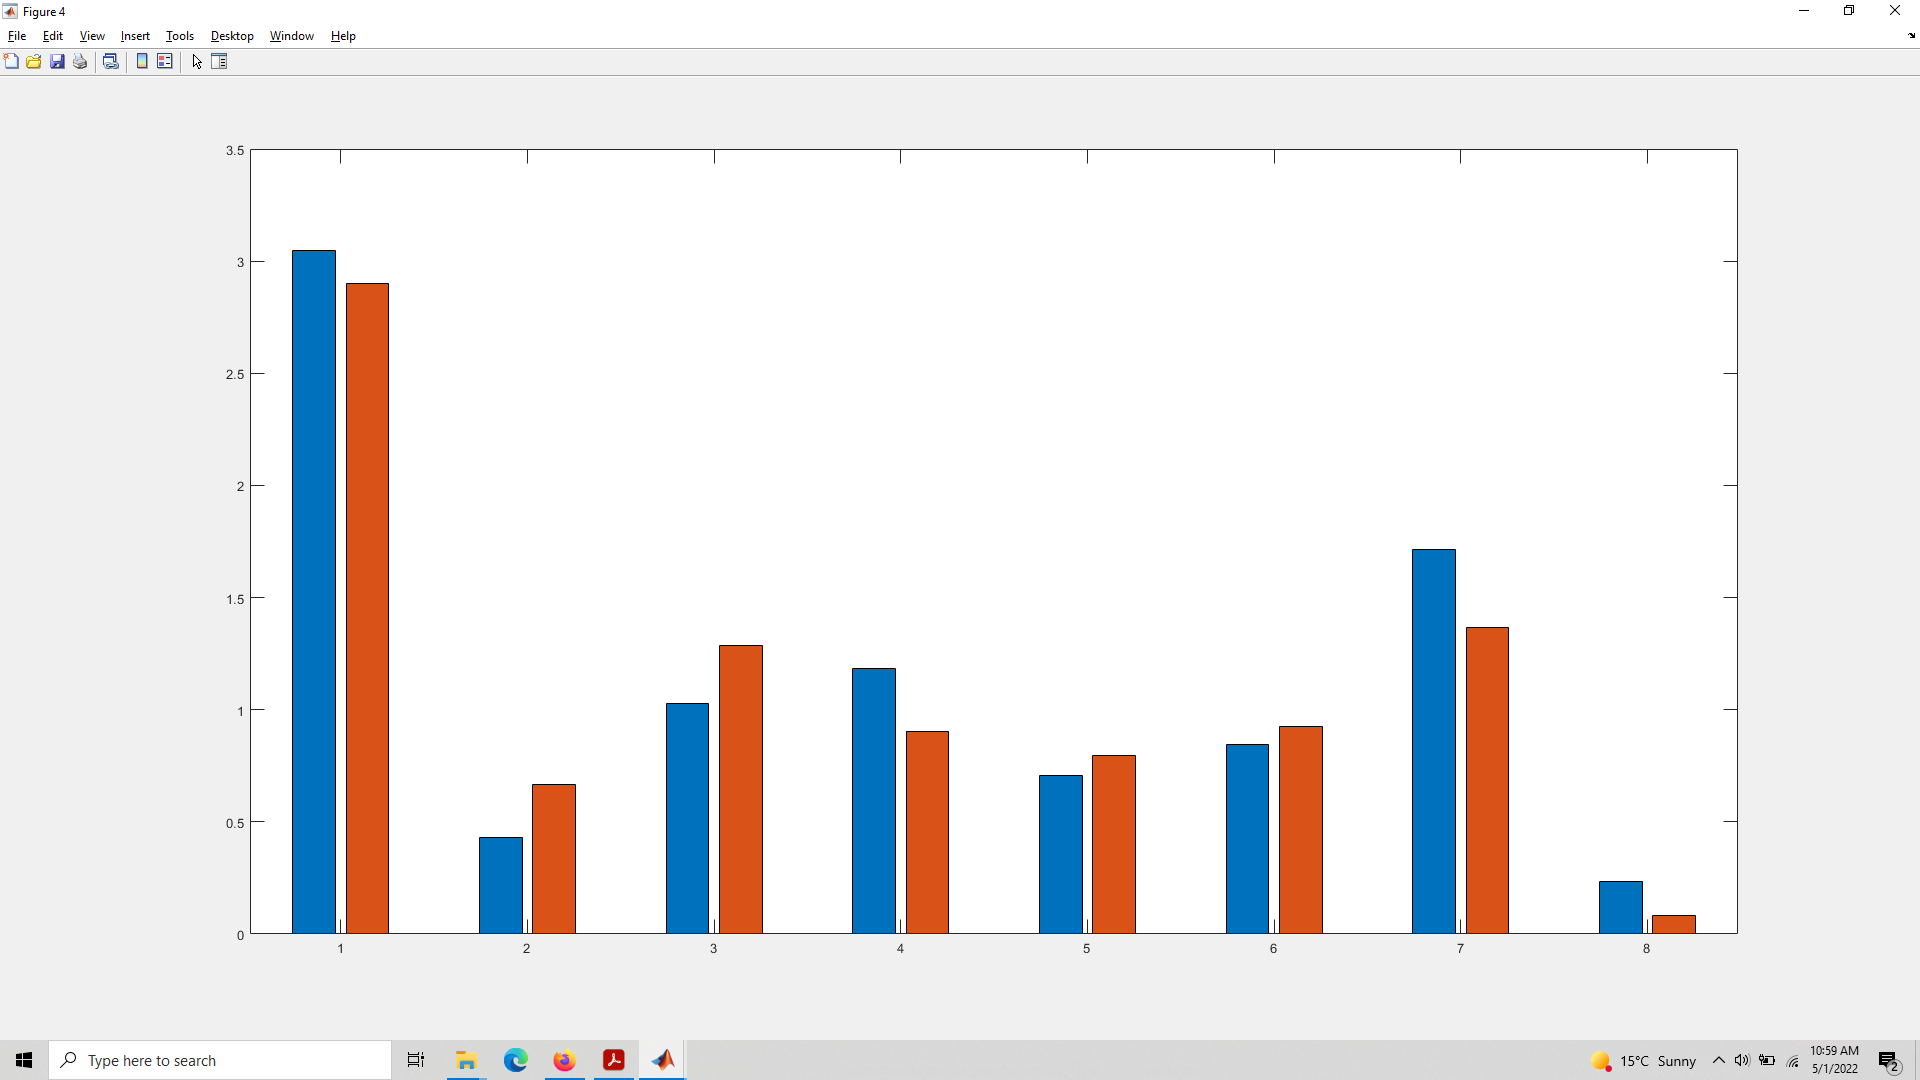 Figure 4
File Edit View Insert Tools Desktop Window Help
3.5
3
2.5
2
1.5
1
0.5
0
1 2 3 4 5 6 7 8
Type here to search
15°C Sunny
10:59 AM
5/1/2022
2